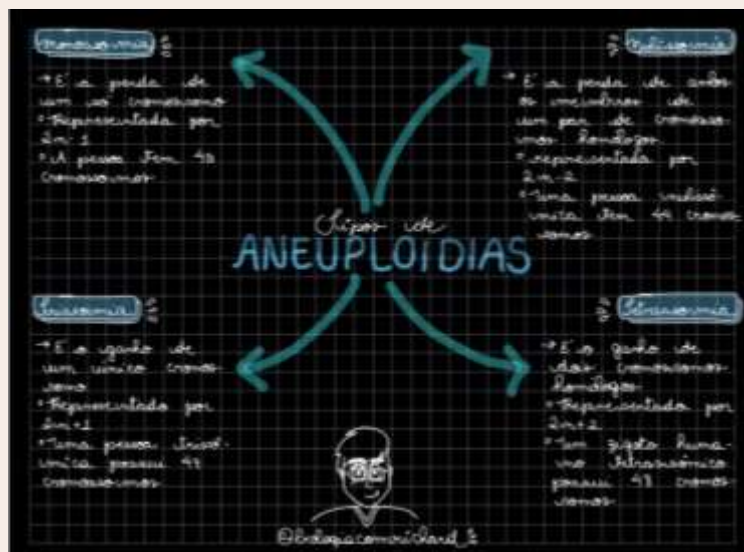 Monossomia
→ É a perda de
um só cromossomo
• Representada por
2n-1
• A pessoa tem 45
cromossomos
Nulissomia
→ É a perda de ambos
os membros de
um par de cromosso-
mos homólogos.
• representada por
2n-2
• Uma pessoa nulissô-
mica tem 44 cromos-
somos
Tipos de
ANEUPLOIDIAS
Trissomia
→ É o ganho de
um único cromos-
somo
• Representada por
2n+1
• Uma pessoa trissô-
mica possui 47
cromossomos
Tetrassomia
→ É o ganho de
dois cromossomos
homólogos
• Representada por
2n+2
• Um zigoto huma-
no tetrassômico
possui 48 cromos-
somos